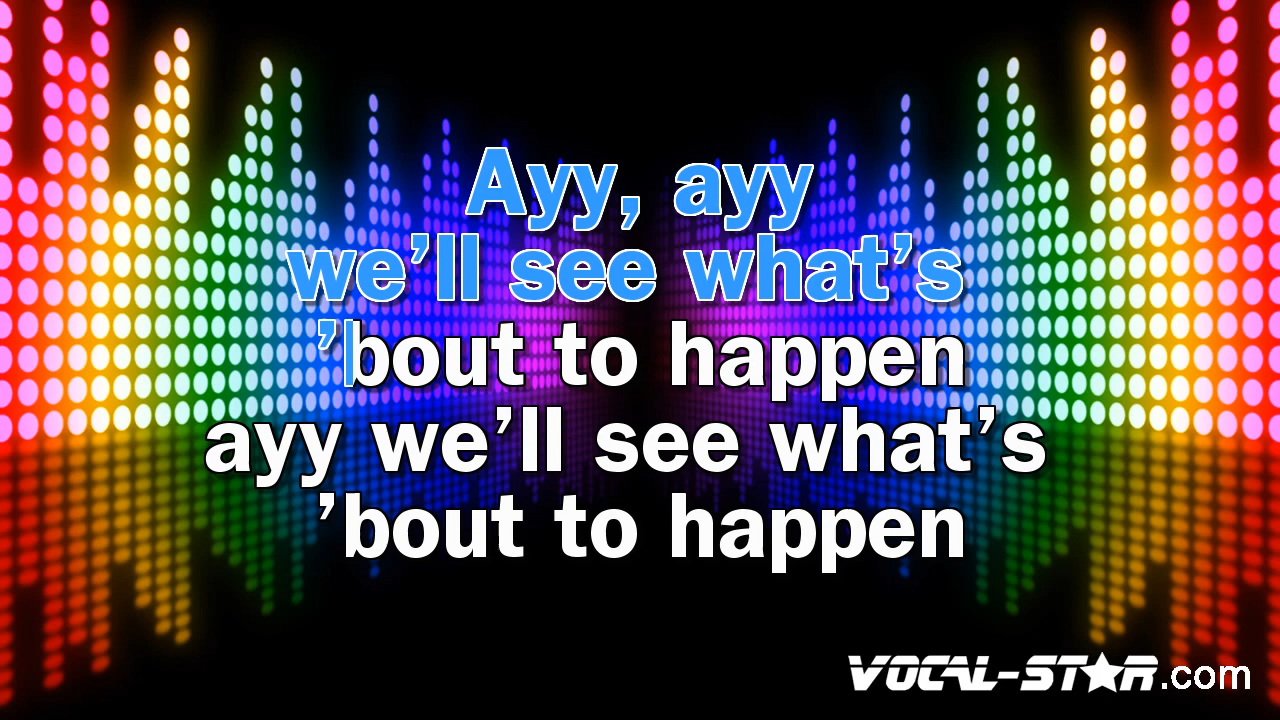 Ayy, ayy
we’ll see what’s
’bout to happen
ayy we’ll see what’s
’bout to happen
VOCAL-STAR.com